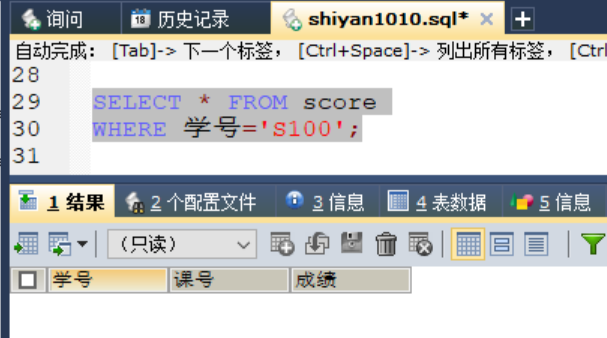 询问 历史记录 shiyan1010.sql*
自动完成: [Tab]-> 下一个标签, [Ctrl+Space]-> 列出所有标签, [Ctrl
28
29 SELECT * FROM score
30 WHERE 学号='S100';
31
1 结果 2 个配置文件 3 信息 4 表数据 5 信息
(只读)
学号 课号 成绩